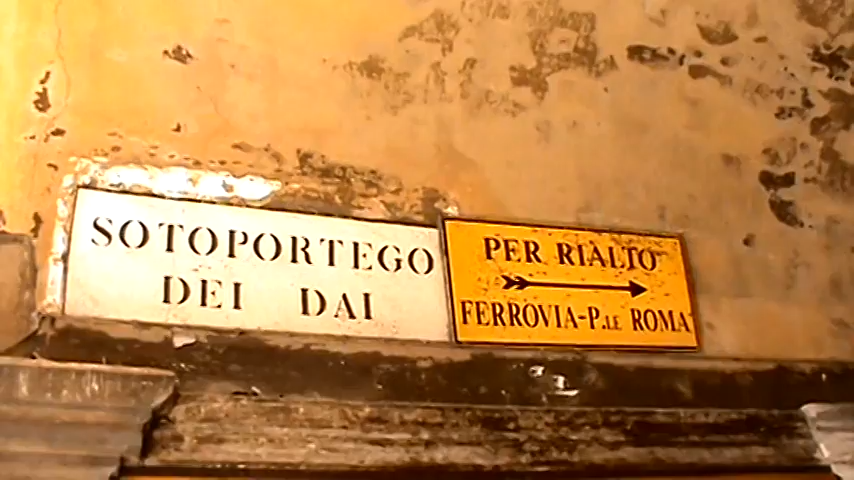 SOTOPORTEGO
DEI DAI
PER RIALTO
FERROVIA-P.LE ROMA